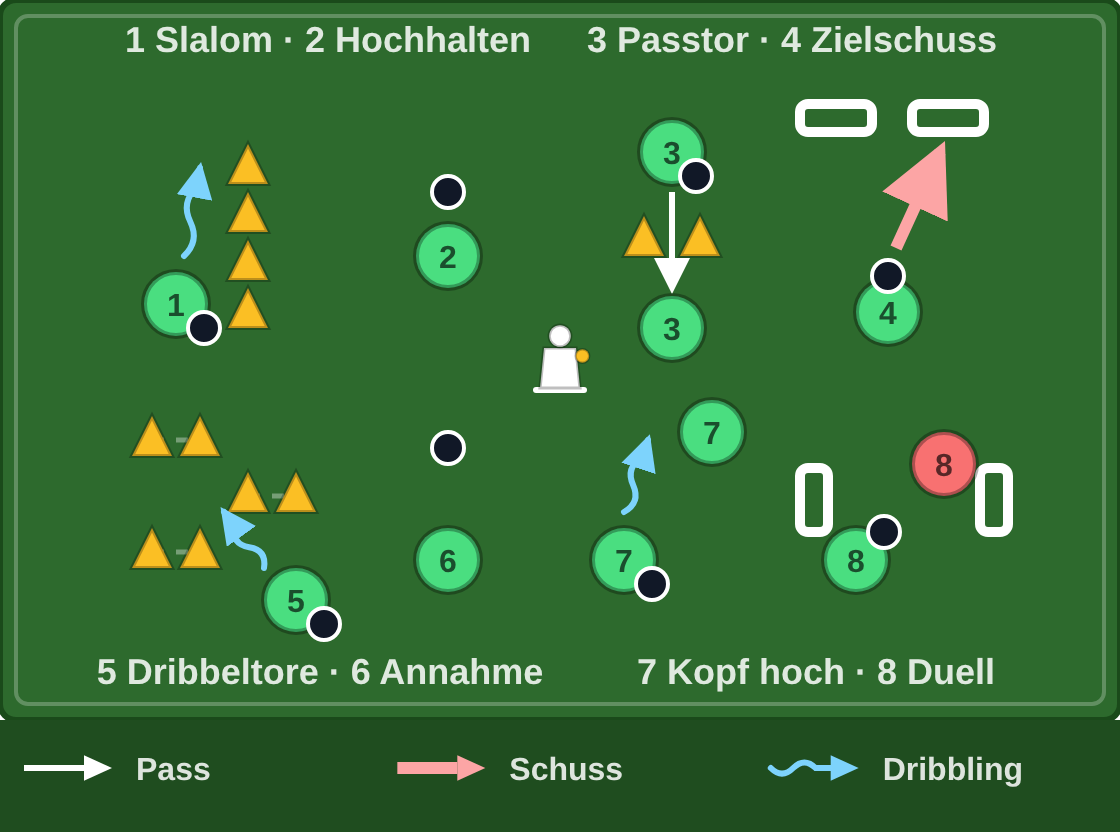 1 Slalom · 2 Hochhalten
3 Passtor · 4 Zielschuss
3
2
1
3
4
7
8
6
7
8
5
5 Dribbeltore · 6 Annahme
7 Kopf hoch · 8 Duell
Pass
Schuss
Dribbling